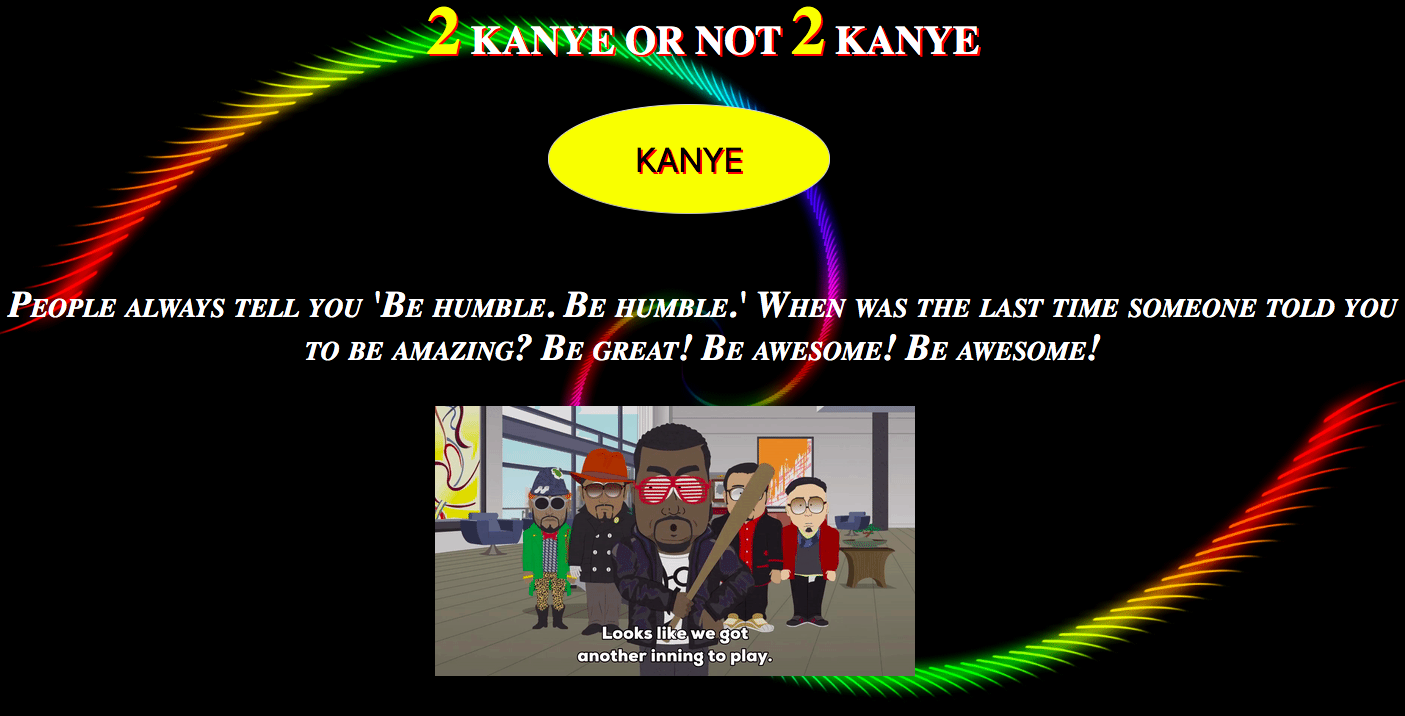 2 KANYE OR NOT 2 KANYE
KANYE
People always tell you 'Be humble. Be humble.' When was the last time someone told you
to be amazing? Be great! Be awesome! Be awesome!
Looks like we got
another inning to play.